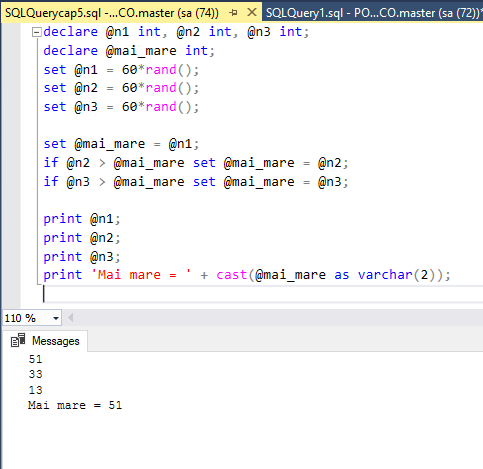 SQLQuerycap5.sql -...CO.master (sa (74)) SQLQuery1.sql - PO...CO.master (sa (72))*
declare @n1 int, @n2 int, @n3 int;
declare @mai_mare int;
set @n1 = 60*rand();
set @n2 = 60*rand();
set @n3 = 60*rand();
set @mai_mare = @n1;
if @n2 > @mai_mare set @mai_mare = @n2;
if @n3 > @mai_mare set @mai_mare = @n3;
print @n1;
print @n2;
print @n3;
print 'Mai mare = ' + cast(@mai_mare as varchar(2));
110 %
Messages
51
33
13
Mai mare = 51